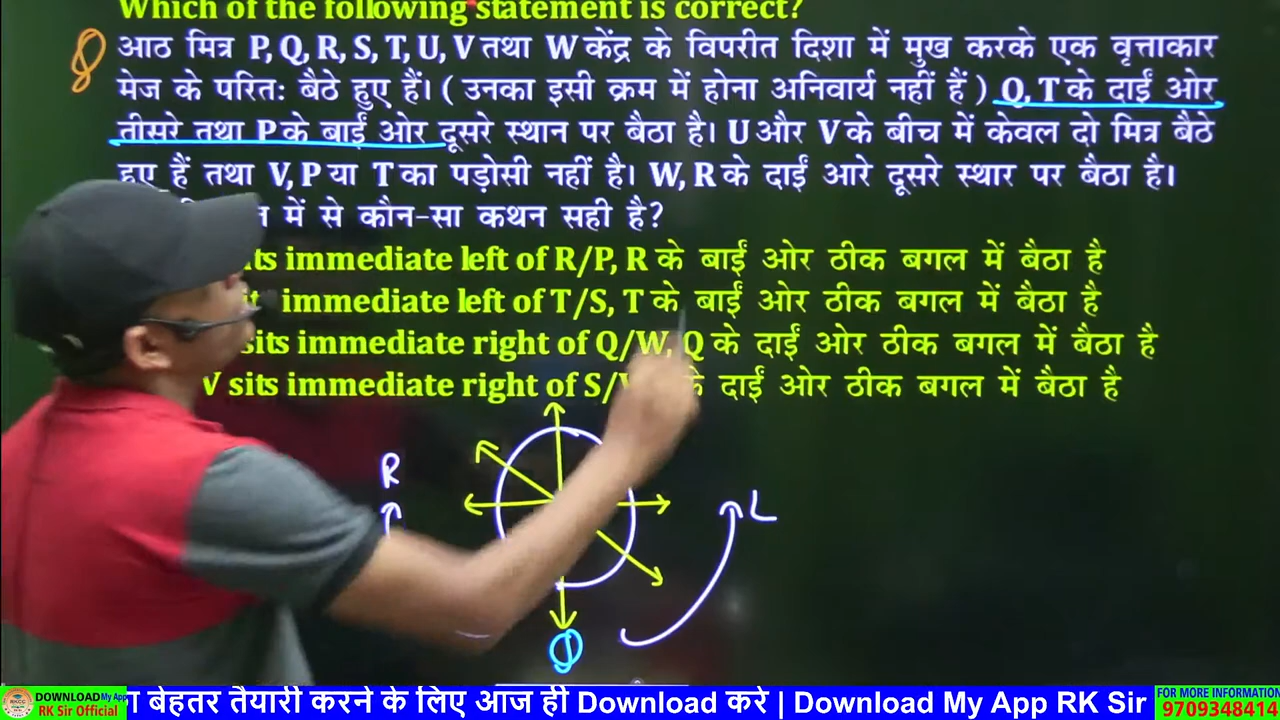 Which of the following statement is correct?
8 आठ मित्र P, Q, R, S, T, U, V तथा W केंद्र के विपरीत दिशा में मुख करके एक वृत्ताकार
मेज के परितः बैठे हुए हैं। ( उनका इसी क्रम में होना अनिवार्य नहीं हैं ) Q, T के दाईं ओर
तीसरे तथा P के बाईं ओर दूसरे स्थान पर बैठा है। U और V के बीच में केवल दो मित्र बैठे
हुए हैं तथा V, P या T का पड़ोसी नहीं है। W, R के दाईं आरे दूसरे स्थार पर बैठा है।
में से कौन-सा कथन सही है?
immediate left of R/P, R के बाईं ओर ठीक बगल में बैठा है
immediate left of T/S, T के बाईं ओर ठीक बगल में बैठा है
sits immediate right of Q/W, Q के दाईं ओर ठीक बगल में बैठा है
V sits immediate right of S/ के दाईं ओर ठीक बगल में बैठा है
R
L
Q
DOWNLOAD My App
RK Sir Official
बेहतर तैयारी करने के लिए आज ही Download करे | Download My App RK Sir
FOR MORE INFORMATION
9709348414